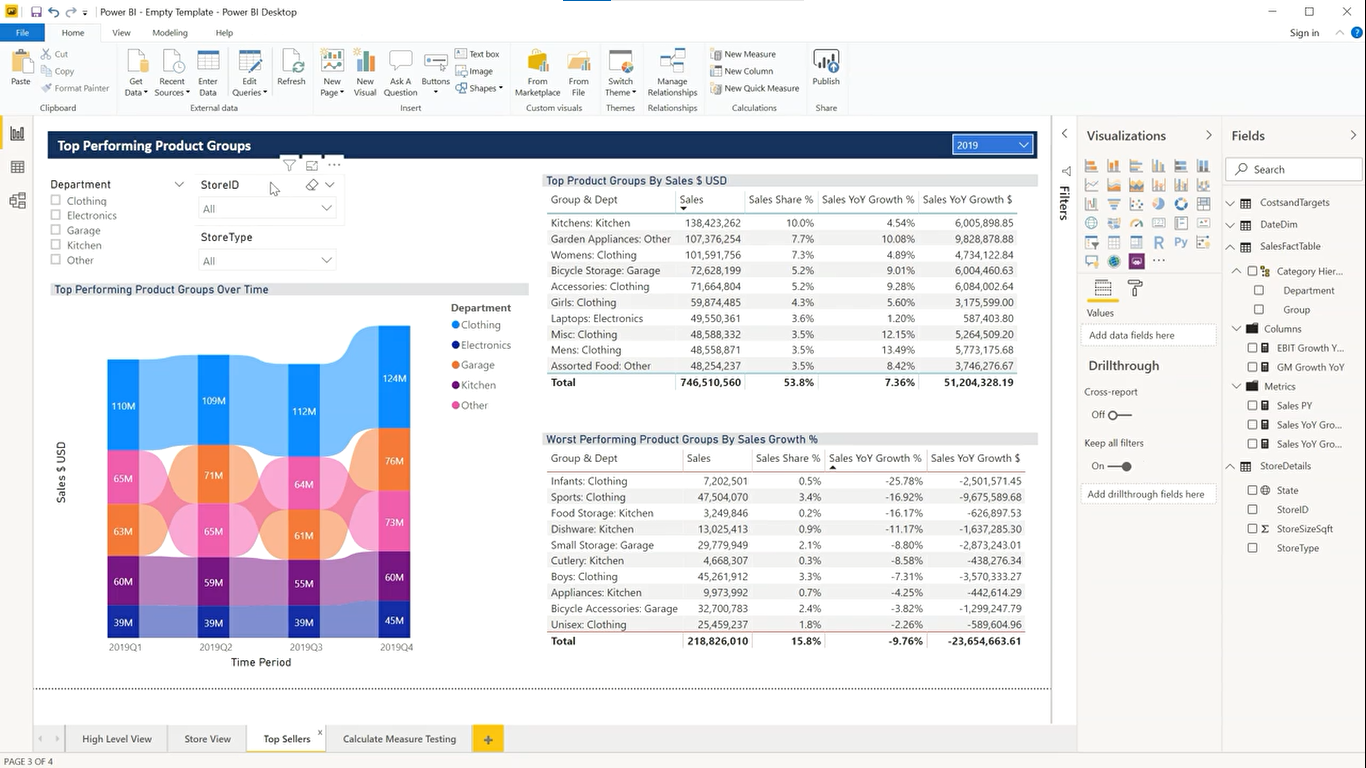 Power BI - Empty Template - Power BI Desktop
File Home View Modeling Help Sign in
Paste
Cut
Copy
Format Painter
Clipboard
Get Data
Recent Sources
Enter Data
Edit Queries
Refresh
External data
New Page
New Visual
Ask A Question
Buttons
Text box
Image
Shapes
Insert
From Marketplace
From File
Custom visuals
Switch Theme
Themes
Manage Relationships
Relationships
New Measure
New Column
New Quick Measure
Calculations
Publish
Share
Top Performing Product Groups
2019
Department
Clothing
Electronics
Garage
Kitchen
Other
StoreID
All
StoreType
All
Top Performing Product Groups Over Time
Department
Clothing
Electronics
Garage
Kitchen
Other
Sales $ USD
110M 109M 112M 124M
65M 71M 64M 76M
63M 65M 61M 73M
60M 59M 55M 60M
39M 39M 39M 45M
2019Q1 2019Q2 2019Q3 2019Q4
Time Period
Top Product Groups By Sales $ USD
Group & Dept Sales Sales Share % Sales YoY Growth % Sales YoY Growth $
Kitchens: Kitchen 138,423,262 10.0% 4.54% 6,005,898.85
Garden Appliances: Other 107,376,254 7.7% 10.08% 9,828,878.88
Womens: Clothing 101,591,756 7.3% 4.89% 4,734,122.84
Bicycle Storage: Garage 72,628,199 5.2% 9.01% 6,004,460.63
Accessories: Clothing 71,664,804 5.2% 9.28% 6,084,002.64
Girls: Clothing 59,874,485 4.3% 5.60% 3,175,599.00
Laptops: Electronics 49,550,361 3.6% 1.20% 587,403.80
Misc: Clothing 48,588,332 3.5% 12.15% 5,264,509.20
Mens: Clothing 48,558,871 3.5% 13.49% 5,773,175.68
Assorted Food: Other 48,254,237 3.5% 8.42% 3,746,276.67
Total 746,510,560 53.8% 7.36% 51,204,328.19
Worst Performing Product Groups By Sales Growth %
Group & Dept Sales Sales Share % Sales YoY Growth % Sales YoY Growth $
Infants: Clothing 7,202,501 0.5% -25.78% -2,501,571.45
Sports: Clothing 47,504,070 3.4% -16.92% -9,675,589.68
Food Storage: Kitchen 3,249,846 0.2% -16.17% -626,897.53
Dishware: Kitchen 13,025,413 0.9% -11.17% -1,637,285.30
Small Storage: Garage 29,779,949 2.1% -8.80% -2,873,243.01
Cutlery: Kitchen 4,668,307 0.3% -8.58% -438,276.34
Boys: Clothing 45,261,912 3.3% -7.31% -3,570,333.27
Appliances: Kitchen 9,973,992 0.7% -4.25% -442,614.29
Bicycle Accessories: Garage 32,700,783 2.4% -3.82% -1,299,247.79
Unisex: Clothing 25,459,237 1.8% -2.26% -589,604.96
Total 218,826,010 15.8% -9.76% -23,654,663.61
Filters
Visualizations
R Py
Values
Add data fields here
Drillthrough
Cross-report
Off
Keep all filters
On
Add drillthrough fields here
Fields
Search
CostsandTargets
DateDim
SalesFactTable
Category Hier...
Department
Group
Columns
EBIT Growth Y...
GM Growth YoY
Metrics
Sales PY
Sales YoY Gro...
Sales YoY Gro...
StoreDetails
State
StoreID
StoreSizeSqft
StoreType
High Level View Store View Top Sellers x Calculate Measure Testing +
PAGE 3 OF 4